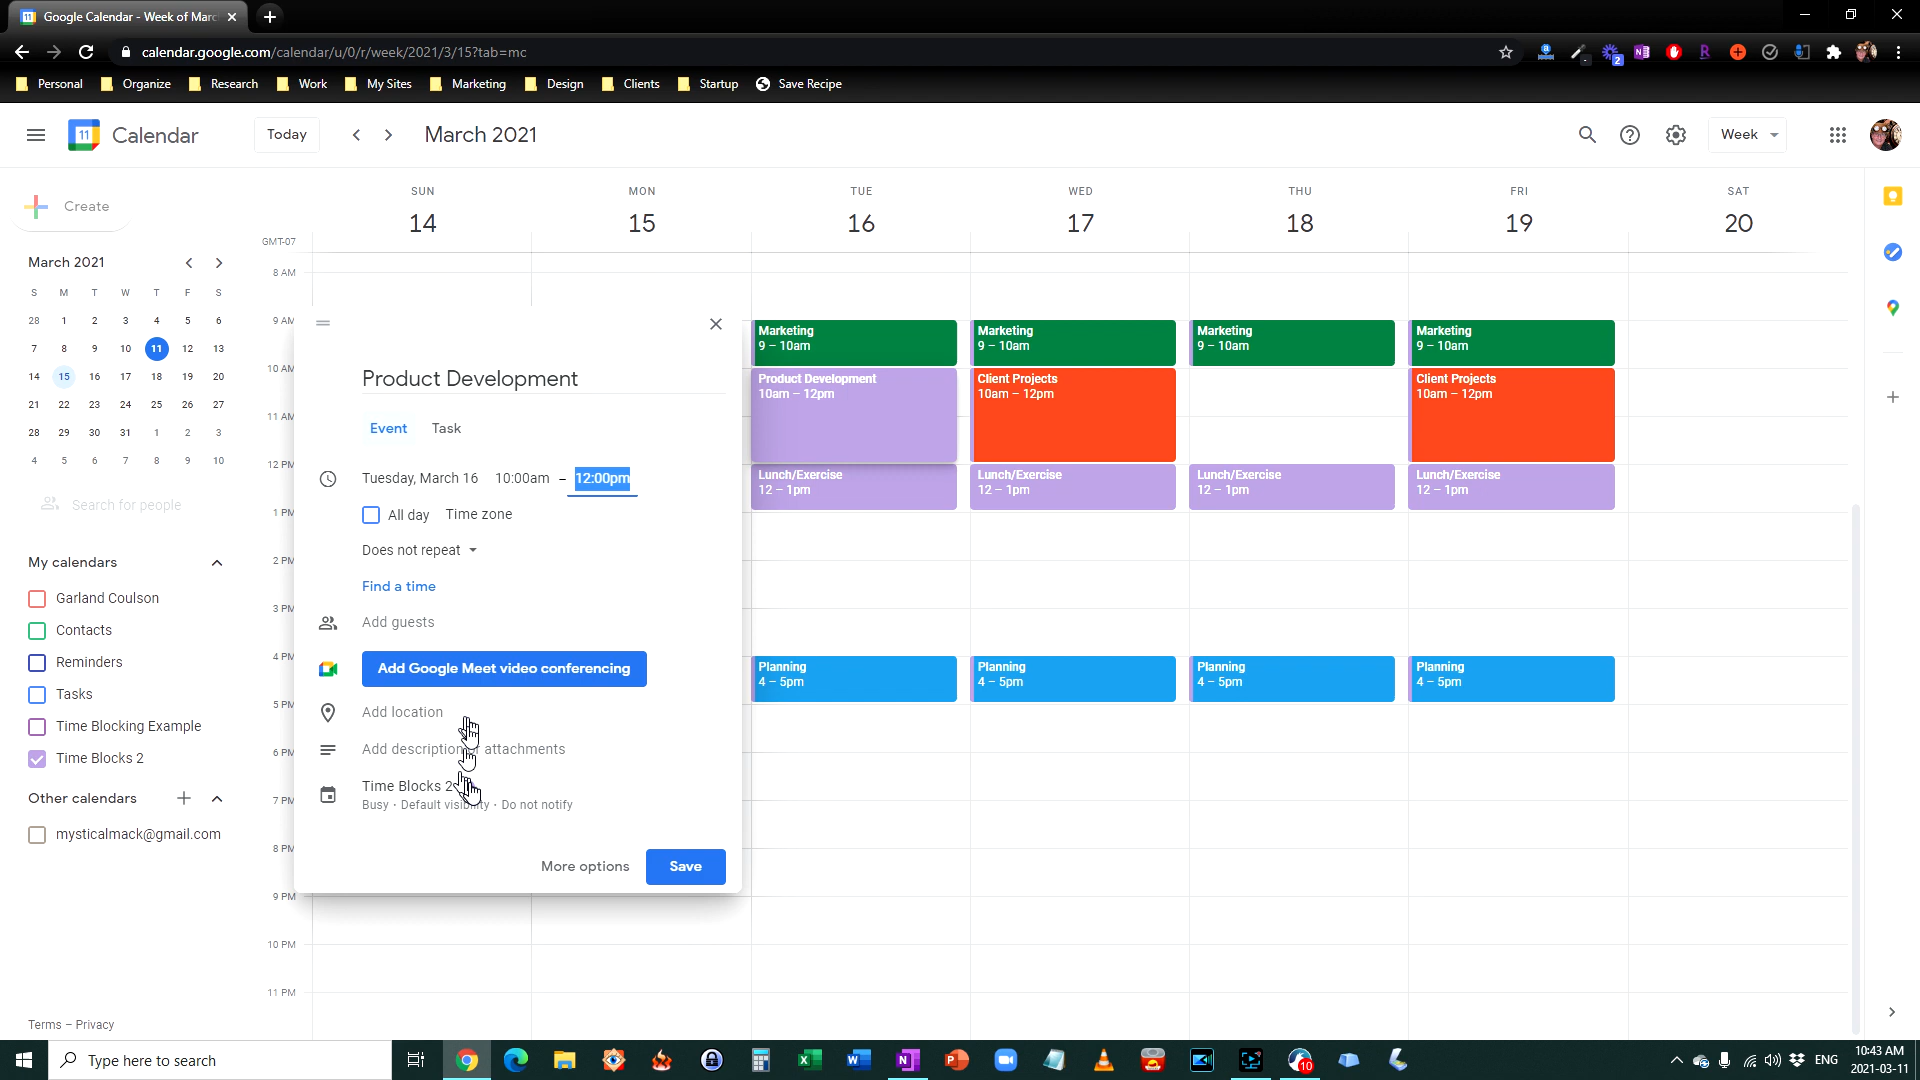 Google Calendar - Week of Marc
calendar.google.com/calendar/u/0/r/week/2021/3/15?tab=mc
Personal Organize Research Work My Sites Marketing Design Clients Startup Save Recipe
11 Calendar Today March 2021 Week
Create
March 2021
S M T W T F S
28 1 2 3 4 5 6
7 8 9 10 11 12 13
14 15 16 17 18 19 20
21 22 23 24 25 26 27
28 29 30 31 1 2 3
4 5 6 7 8 9 10
Search for people
My calendars
Garland Coulson
Contacts
Reminders
Tasks
Time Blocking Example
Time Blocks 2
Other calendars
mysticalmack@gmail.com
Terms – Privacy
SUN MON TUE WED THU FRI SAT
14 15 16 17 18 19 20
GMT-07
8 AM
9 AM
10 AM
11 AM
12 PM
1 PM
2 PM
3 PM
4 PM
5 PM
6 PM
7 PM
8 PM
9 PM
10 PM
11 PM
Product Development
Event Task
Tuesday, March 16 10:00am – 12:00pm
All day Time zone
Does not repeat
Find a time
Add guests
Add Google Meet video conferencing
Add location
Add description attachments
Time Blocks 2
Busy · Default visibility · Do not notify
More options Save
Marketing Marketing Marketing Marketing
9 – 10am 9 – 10am 9 – 10am 9 – 10am
Product Development Client Projects Client Projects
10am – 12pm 10am – 12pm 10am – 12pm
Lunch/Exercise Lunch/Exercise Lunch/Exercise Lunch/Exercise
12 – 1pm 12 – 1pm 12 – 1pm 12 – 1pm
Planning Planning Planning Planning
4 – 5pm 4 – 5pm 4 – 5pm 4 – 5pm
Type here to search
10
ENG
10:43 AM
2021-03-11